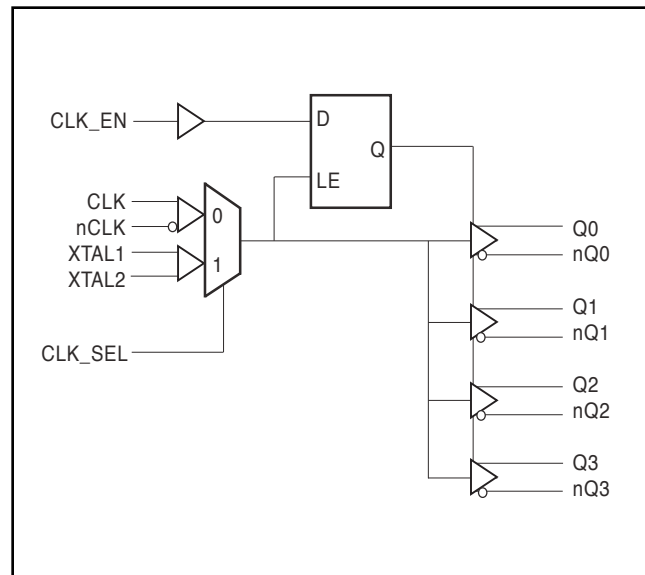 CLK_EN
D
Q
LE
CLK
nCLK
XTAL1
XTAL2
0
1
CLK_SEL
Q0
nQ0
Q1
nQ1
Q2
nQ2
Q3
nQ3